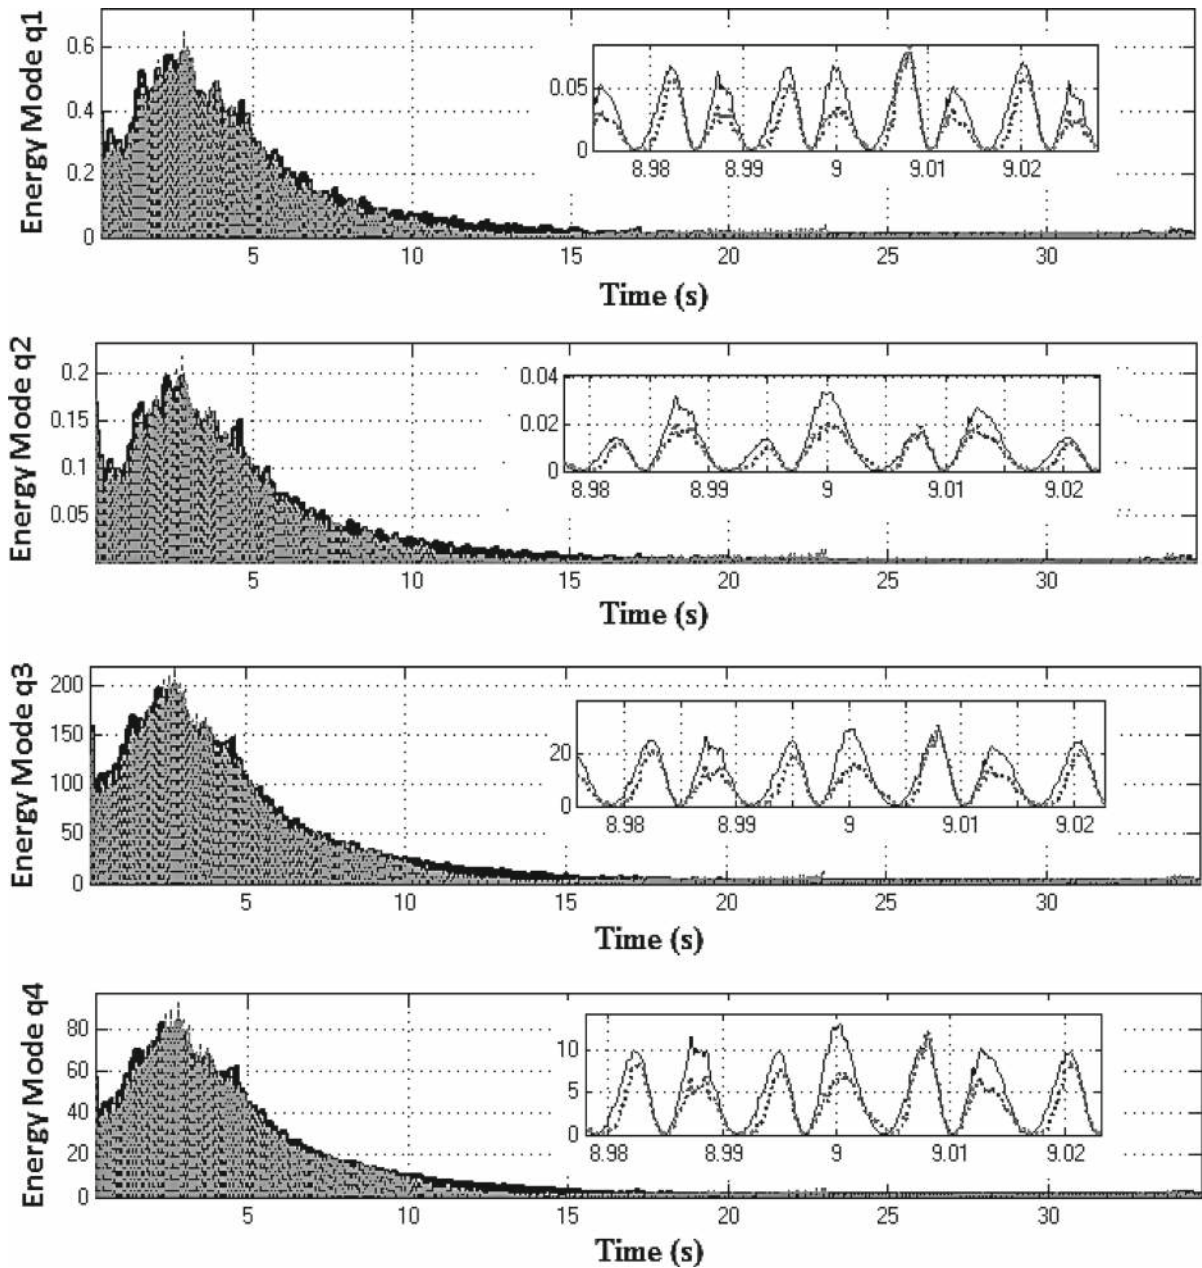 Energy Mode q1
0.6
0.4
0.2
0
0.05
0
8.98 8.99 9 9.01 9.02
5 10 15 20 25 30
Time (s)
Energy Mode q2
0.2
0.15
0.1
0.05
0.04
0.02
0
8.98 8.99 9 9.01 9.02
5 10 15 20 25 30
Time (s)
Energy Mode q3
200
150
100
50
0
20
0
8.98 8.99 9 9.01 9.02
5 10 15 20 25 30
Time (s)
Energy Mode q4
80
60
40
20
0
10
5
0
8.98 8.99 9 9.01 9.02
5 10 15 20 25 30
Time (s)